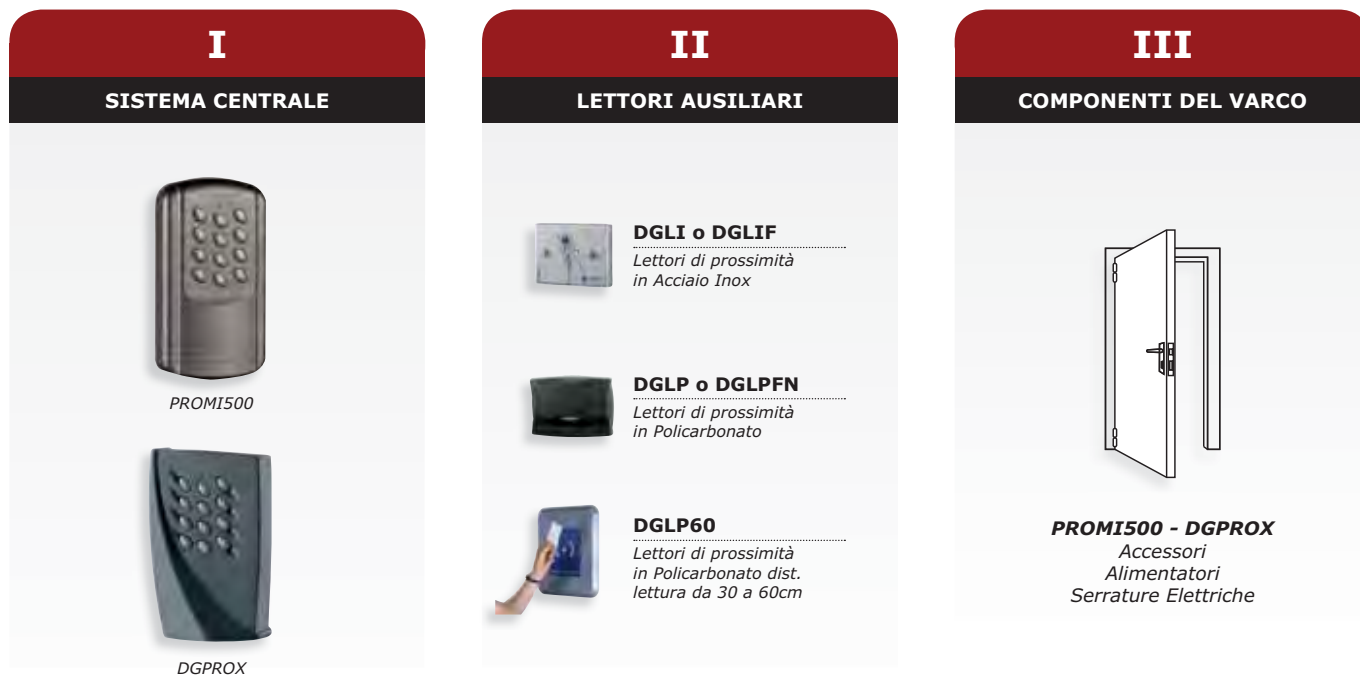 I
SISTEMA CENTRALE
PROMI500
DGPROX
II
LETTORI AUSILIARI
DGLI o DGLIF
Lettori di prossimità
in Acciaio Inox
DGLP o DGLPFN
Lettori di prossimità
in Policarbonato
DGLP60
Lettori di prossimità
in Policarbonato dist.
lettura da 30 a 60cm
III
COMPONENTI DEL VARCO
PROMI500 - DGPROX
Accessori
Alimentatori
Serrature Elettriche